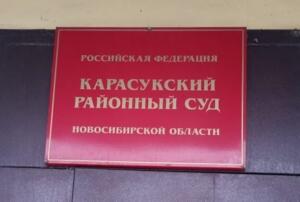 РОССИЙСКАЯ ФЕДЕРАЦИЯ
КАРАСУКСКИЙ
РАЙОННЫЙ СУД
НОВОСИБИРСКОЙ ОБЛАСТИ